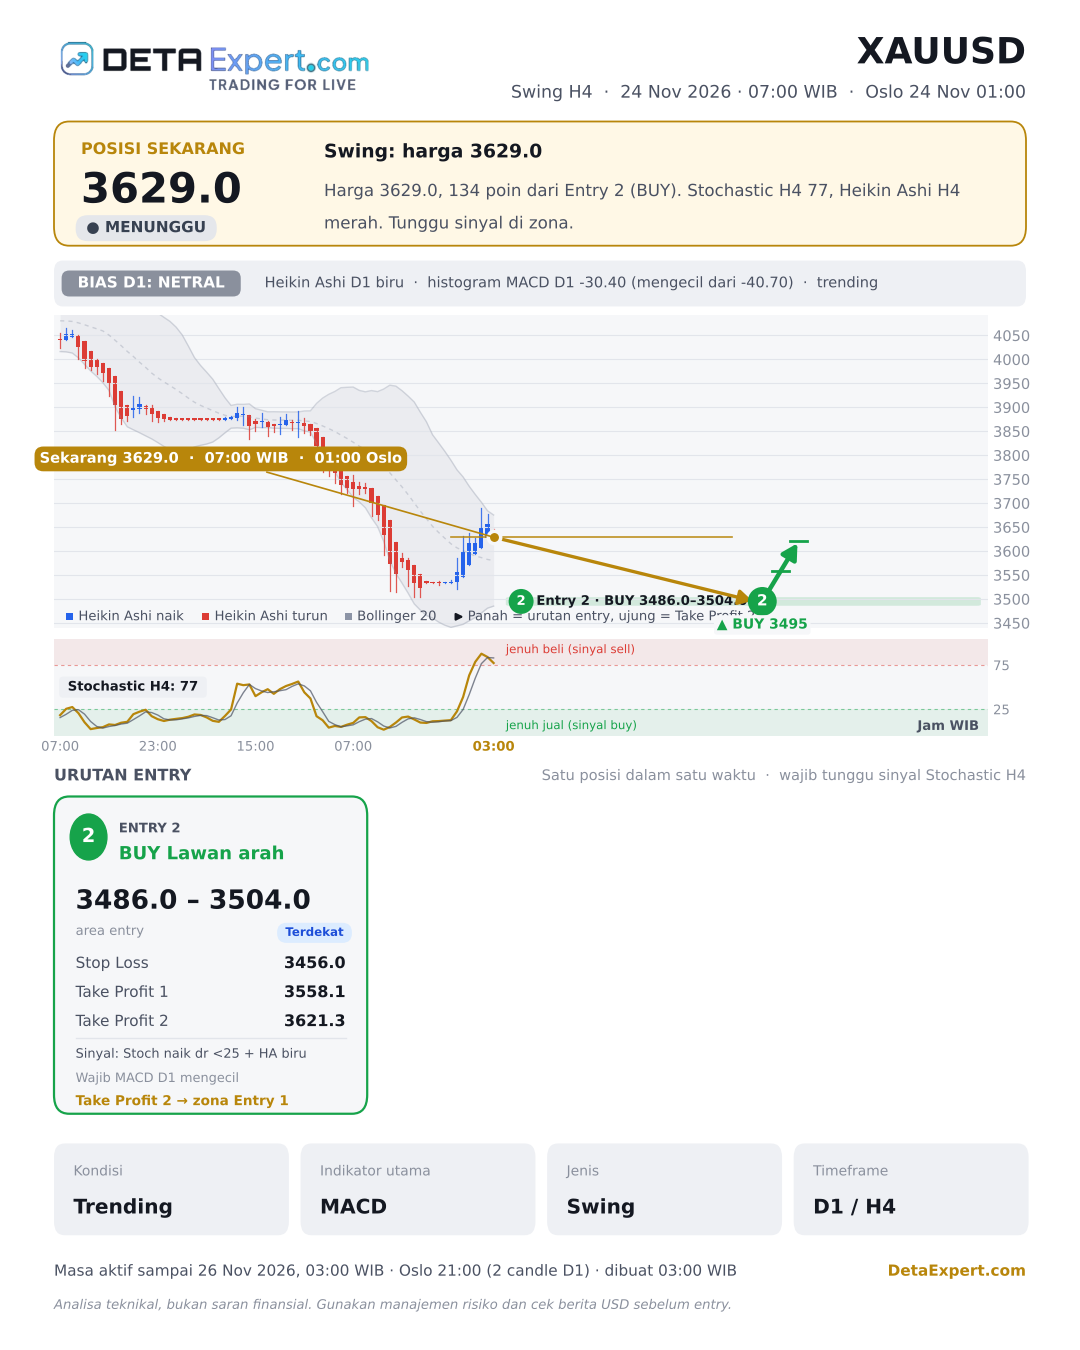 DETA Expert.com
TRADING FOR LIVE
XAUUSD
Swing H4 · 24 Nov 2026 · 07:00 WIB · Oslo 24 Nov 01:00
POSISI SEKARANG
3629.0
● MENUNGGU
Swing: harga 3629.0
Harga 3629.0, 134 poin dari Entry 2 (BUY). Stochastic H4 77, Heikin Ashi H4
merah. Tunggu sinyal di zona.
BIAS D1: NETRAL
Heikin Ashi D1 biru · histogram MACD D1 -30.40 (mengecil dari -40.70) · trending
4050
4000
3950
3900
3850
3800
3750
3700
3650
3600
3550
3500
3450
Sekarang 3629.0 · 07:00 WIB · 01:00 Oslo
2 Entry 2 · BUY 3486.0–3504.
2
Heikin Ashi naik Heikin Ashi turun Bollinger 20 Panah = urutan entry, ujung = Take Profit 2
▲ BUY 3495
jenuh beli (sinyal sell)
75
Stochastic H4: 77
25
jenuh jual (sinyal buy)
Jam WIB
07:00 23:00 15:00 07:00 03:00
URUTAN ENTRY
Satu posisi dalam satu waktu · wajib tunggu sinyal Stochastic H4
2
ENTRY 2
BUY Lawan arah
3486.0 – 3504.0
area entry
Terdekat
Stop Loss 3456.0
Take Profit 1 3558.1
Take Profit 2 3621.3
Sinyal: Stoch naik dr <25 + HA biru
Wajib MACD D1 mengecil
Take Profit 2 → zona Entry 1
Kondisi
Trending
Indikator utama
MACD
Jenis
Swing
Timeframe
D1 / H4
Masa aktif sampai 26 Nov 2026, 03:00 WIB · Oslo 21:00 (2 candle D1) · dibuat 03:00 WIB
DetaExpert.com
Analisa teknikal, bukan saran finansial. Gunakan manajemen risiko dan cek berita USD sebelum entry.